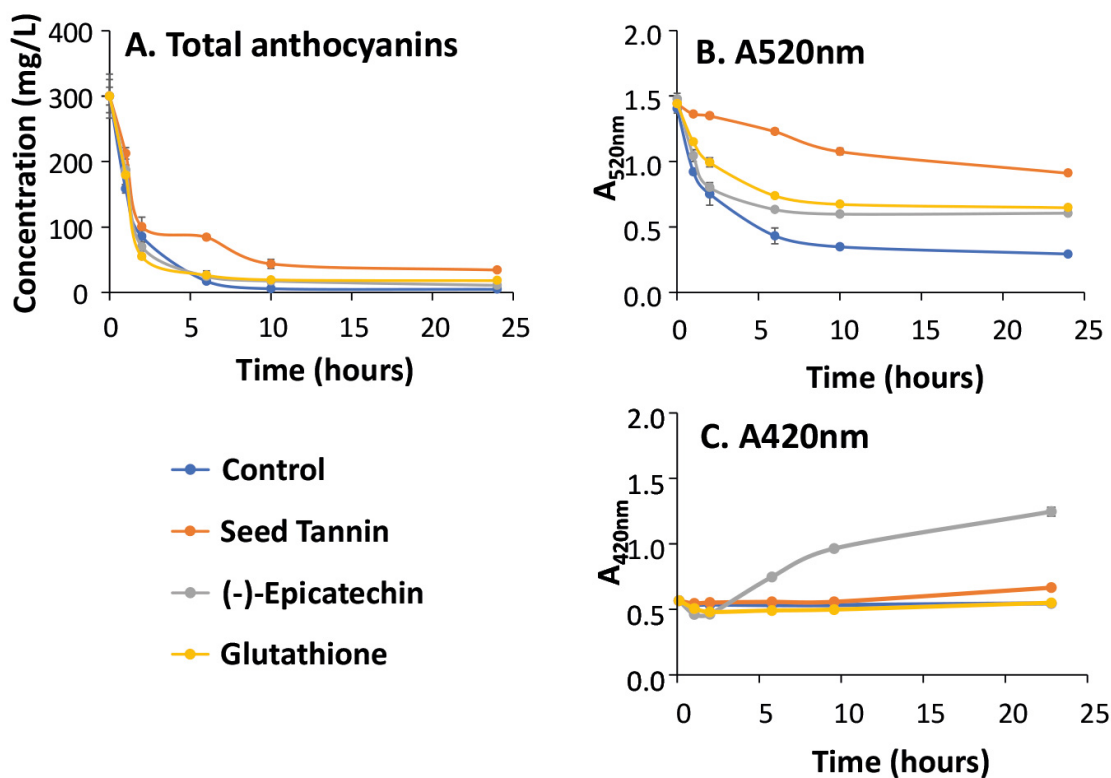 A. Total anthocyanins
Concentration (mg/L)
400
300
200
100
0
0 5 10 15 20 25
Time (hours)
B. A520nm
A520nm
2.0
1.5
1.0
0.5
0.0
0 5 10 15 20 25
Time (hours)
Control
Seed Tannin
(-)-Epicatechin
Glutathione
C. A420nm
A420nm
2.0
1.5
1.0
0.5
0.0
0 5 10 15 20 25
Time (hours)